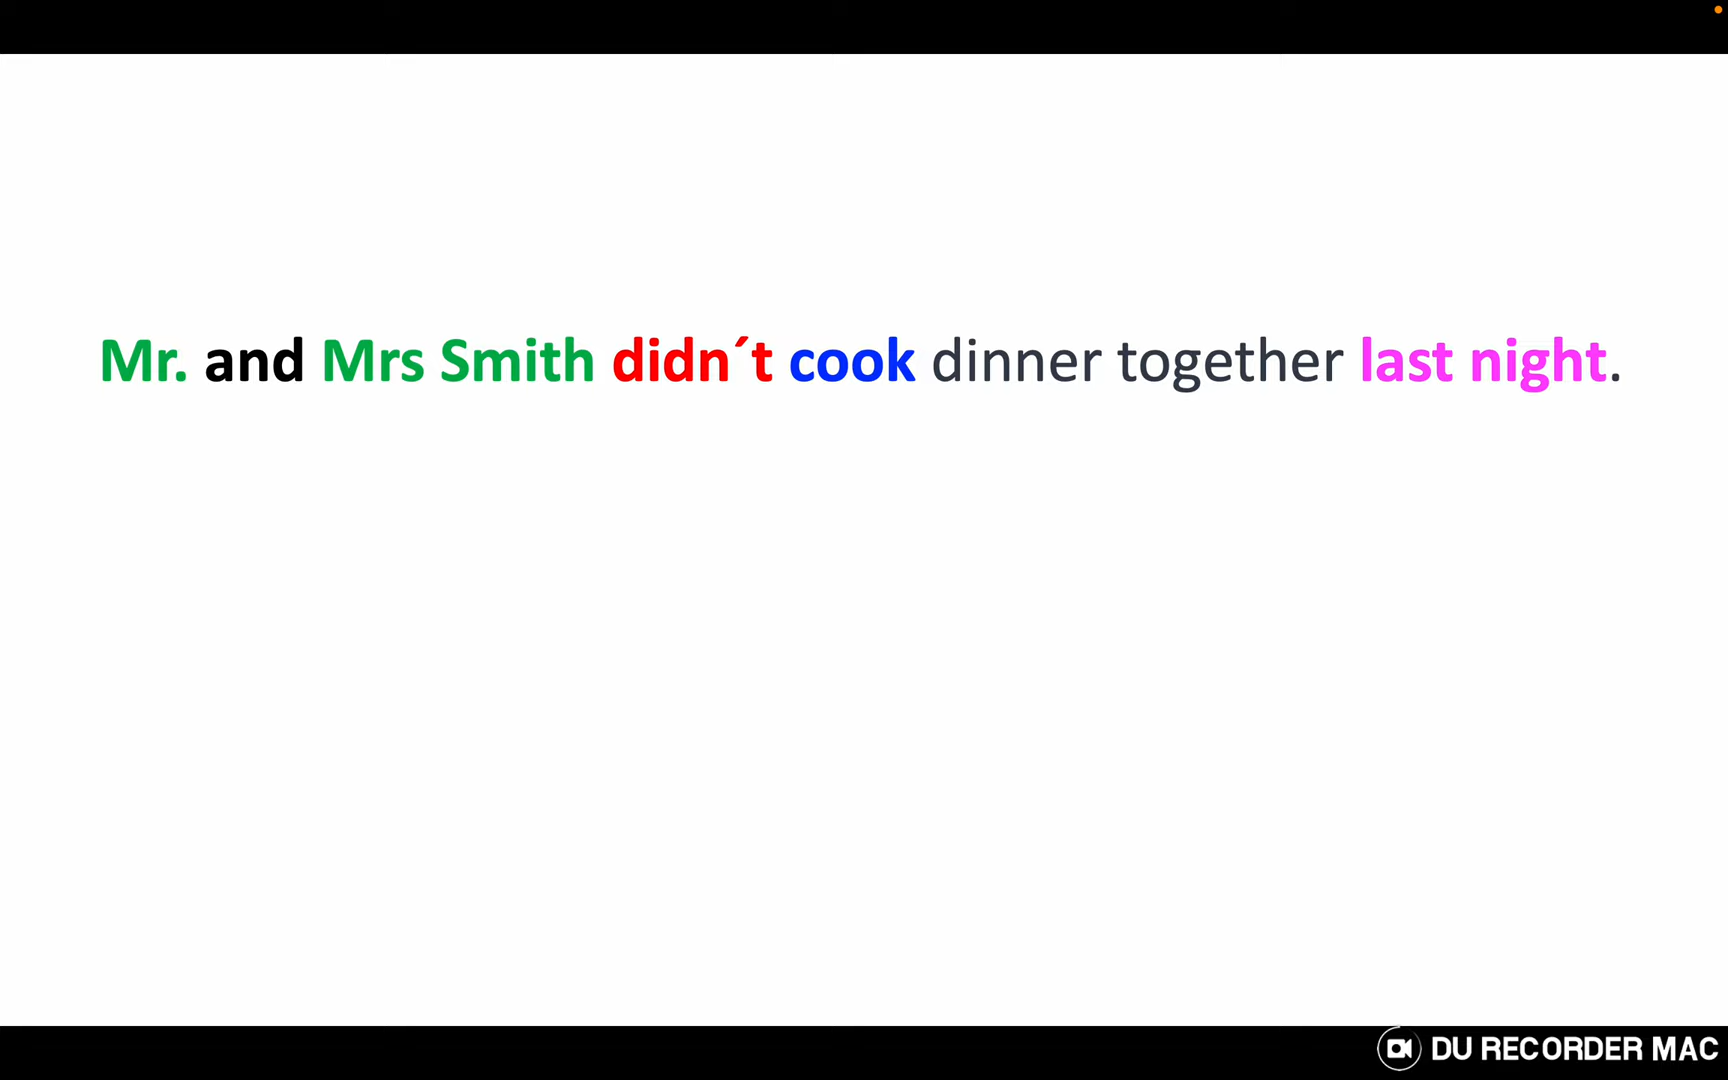 Mr. and Mrs Smith didn´t cook dinner together last night.
DU RECORDER MAC